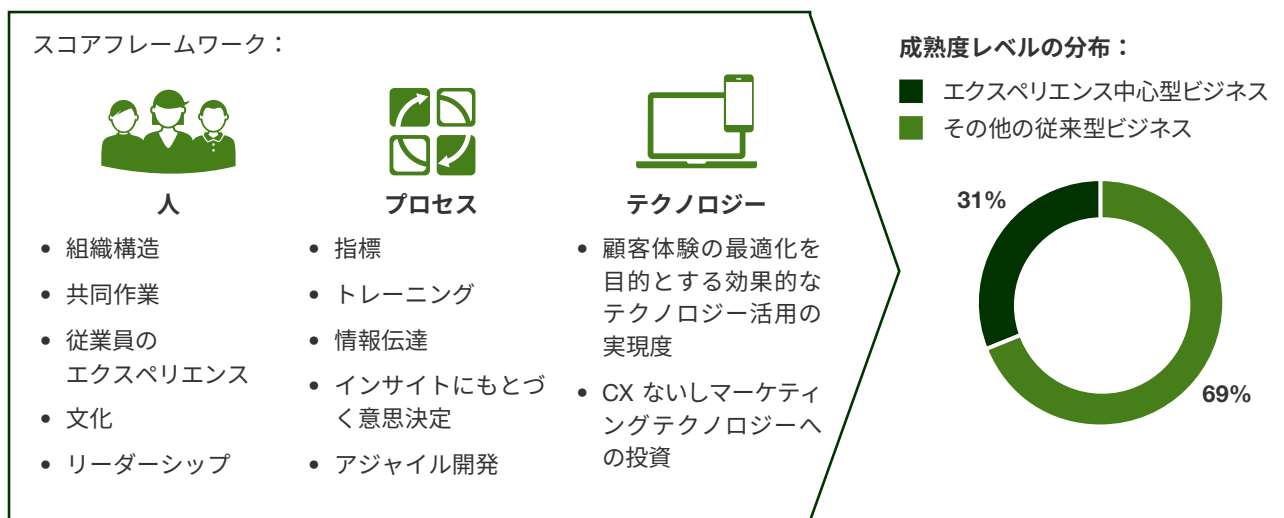 スコアフレームワーク：
人
• 組織構造
• 共同作業
• 従業員の
エクスペリエンス
• 文化
• リーダーシップ
プロセス
• 指標
• トレーニング
• 情報伝達
• インサイトにもとづ
く意思決定
• アジャイル開発
テクノロジー
• 顧客体験の最適化を
目的とする効果的な
テクノロジー活用の
実現度
• CX ないしマーケティ
ングテクノロジーへ
の投資
成熟度レベルの分布：
エクスペリエンス中心型ビジネス
その他の従来型ビジネス
31%
69%